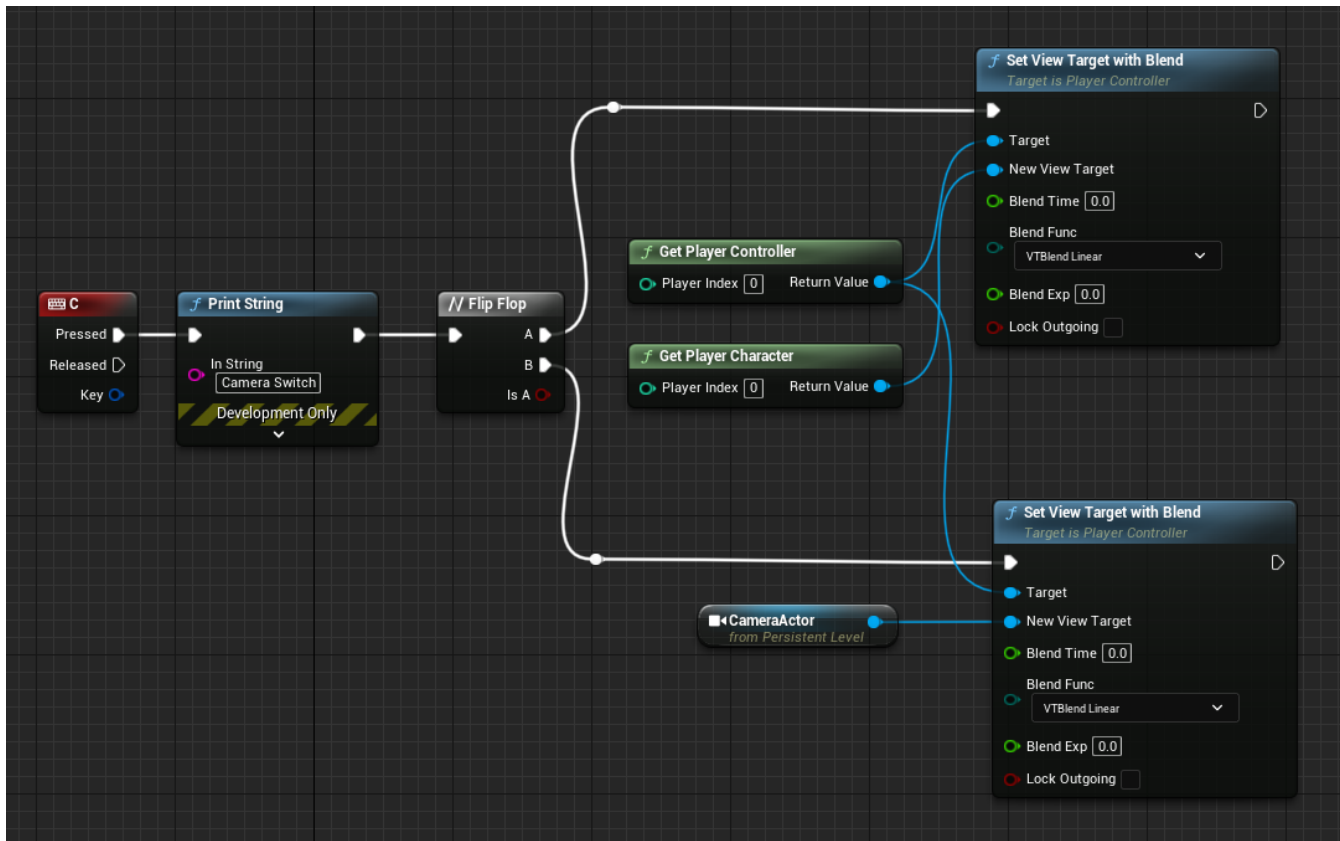 C
Pressed
Released
Key
Print String
In String
Camera Switch
Development Only
Flip Flop
A
B
Is A
Get Player Controller
Player Index 0 Return Value
Get Player Character
Player Index 0 Return Value
Set View Target with Blend
Target is Player Controller
Target
New View Target
Blend Time 0.0
Blend Func
VTBlend Linear
Blend Exp 0.0
Lock Outgoing
CameraActor
from Persistent Level
Set View Target with Blend
Target is Player Controller
Target
New View Target
Blend Time 0.0
Blend Func
VTBlend Linear
Blend Exp 0.0
Lock Outgoing